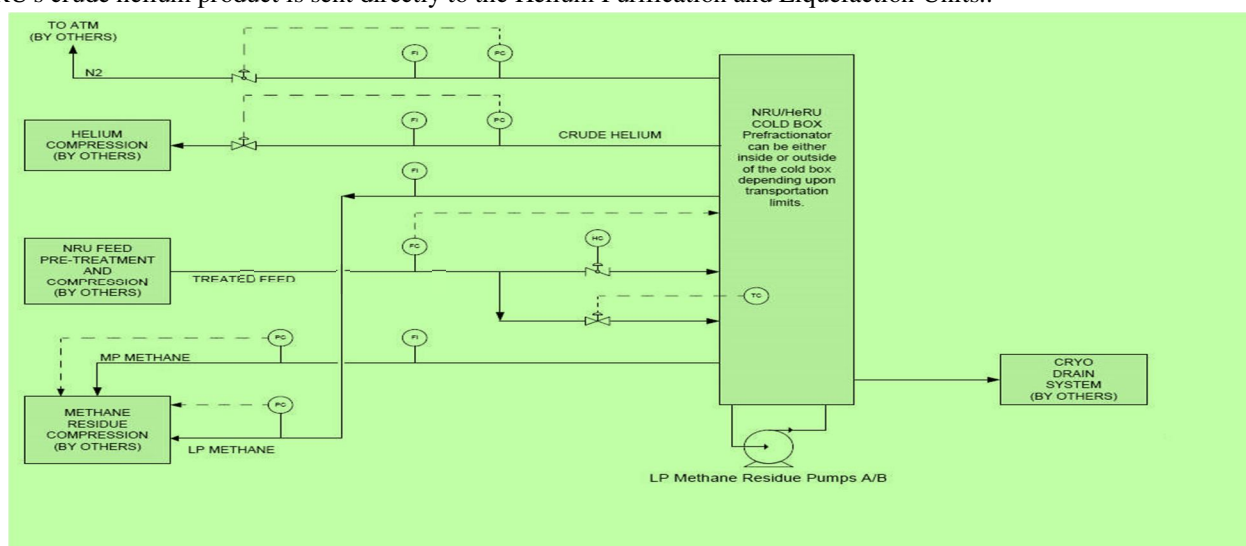 RU's crude helium product is sent directly to the Helium Purification and Liquefaction Units..
TO ATM
(BY OTHERS)
N2
FI
PC
HELIUM
COMPRESSION
(BY OTHERS)
FI
PC
CRUDE HELIUM
NRU/HeRU
COLD BOX
Prefractionator
can be either
inside or outside
of the cold box
depending upon
transportation
limits.
FI
NRU FEED
PRE-TREATMENT
AND
COMPRESSION
(BY OTHERS)
TREATED FEED
HC
TC
PC
FI
MP METHANE
METHANE
RESIDUE
COMPRESSION
(BY OTHERS)
PC
LP METHANE
CRYO
DRAIN
SYSTEM
(BY OTHERS)
LP Methane Residue Pumps A/B